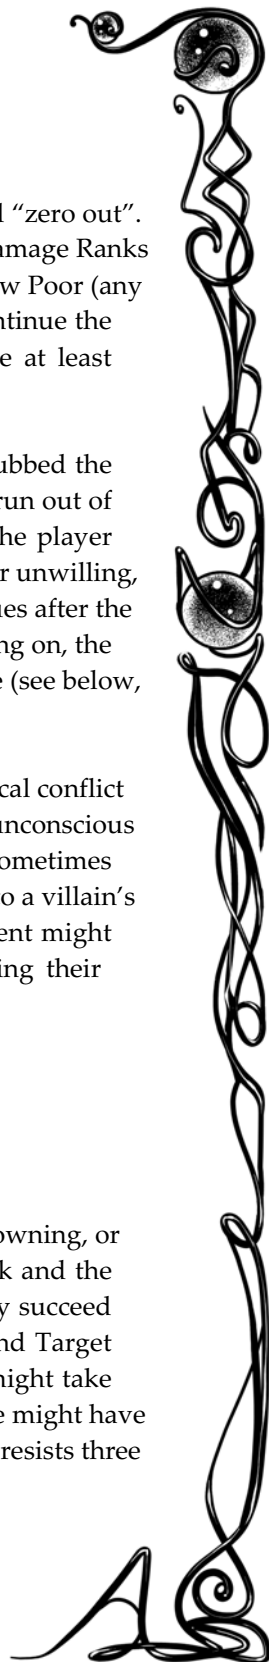 “zero out”.
mage Ranks
w Poor (any
ntinue the
e at least
ubbed the
run out of
he player
r unwilling,
ues after the
ng on, the
e (see below,
cal conflict
unconscious
ometimes
o a villain’s
ent might
ing their
owning, or
k and the
y succeed
nd Target
night take
e might have
resists three